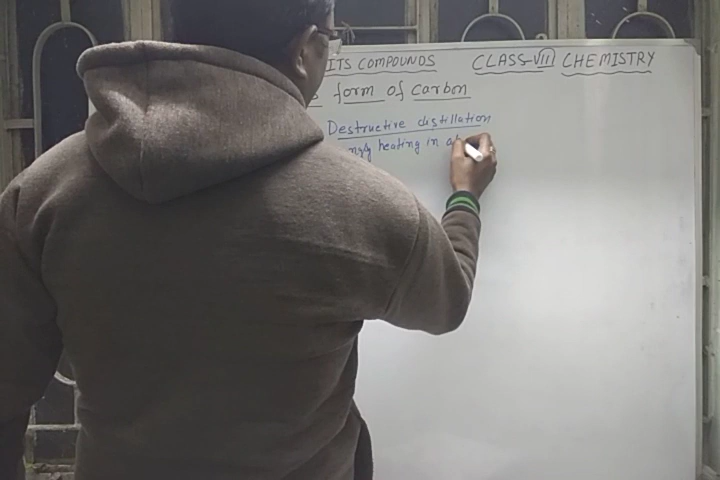 ITS COMPOUNDS CLASS-VIII CHEMISTRY
form of carbon
Destructive distillation
heating in